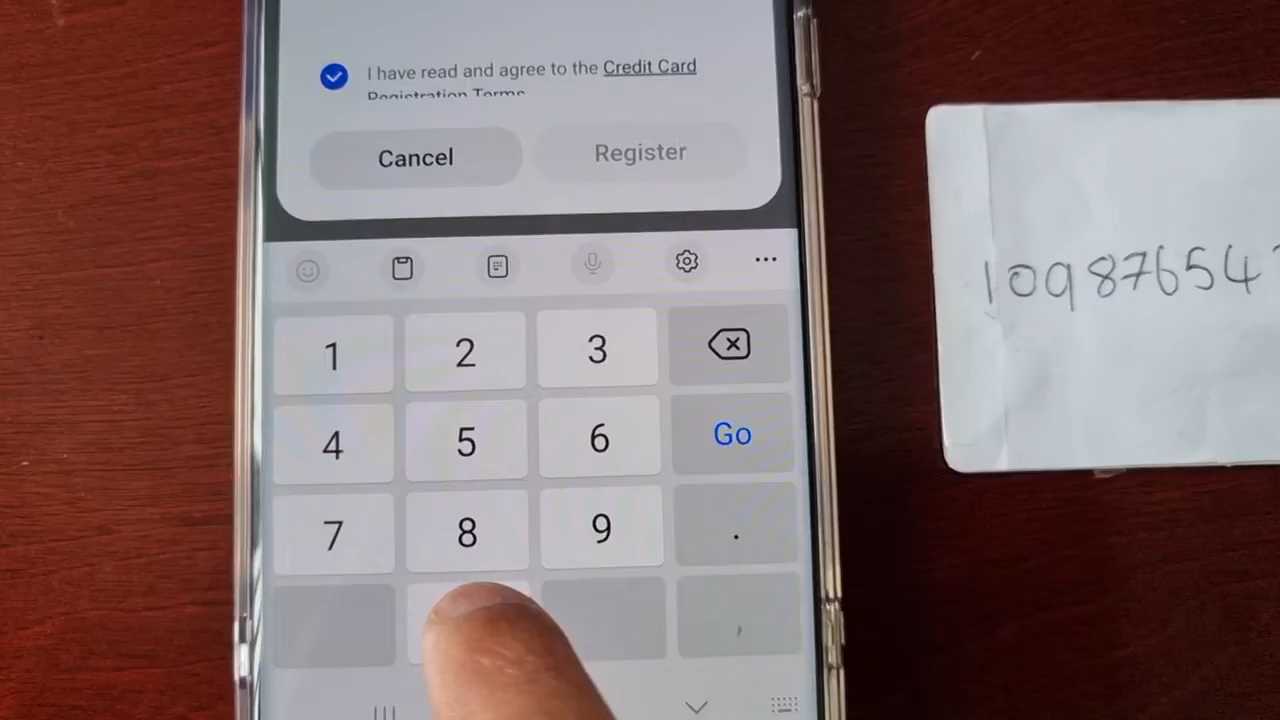 I have read and agree to the Credit Card
Registration Terms
Cancel
Register
1 2 3
4 5 6 Go
7 8 9 .
,
10987654